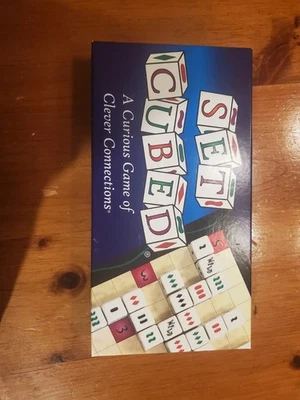 SET
CUBED®
A Curious Game of
Clever Connections®